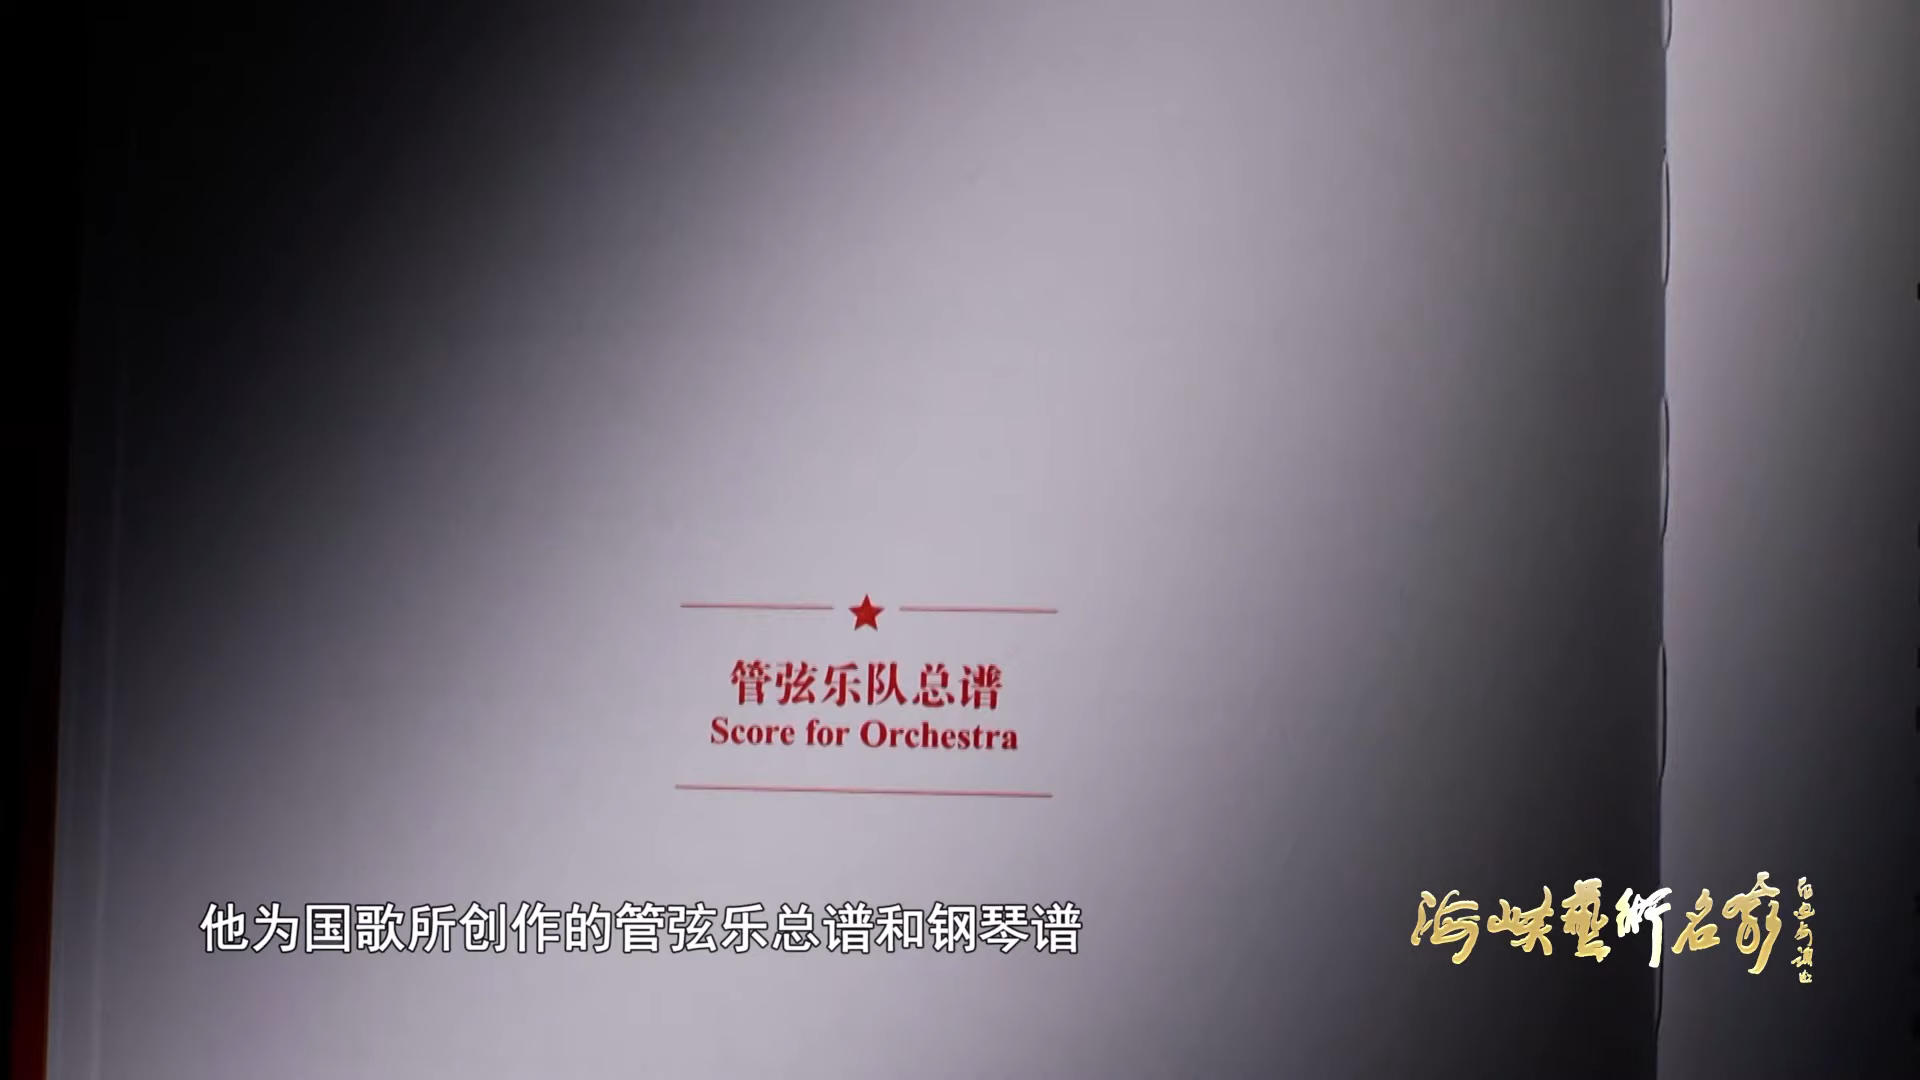 管弦乐队总谱
Score for Orchestra
他为国歌所创作的管弦乐总谱和钢琴谱
海峡艺術名家